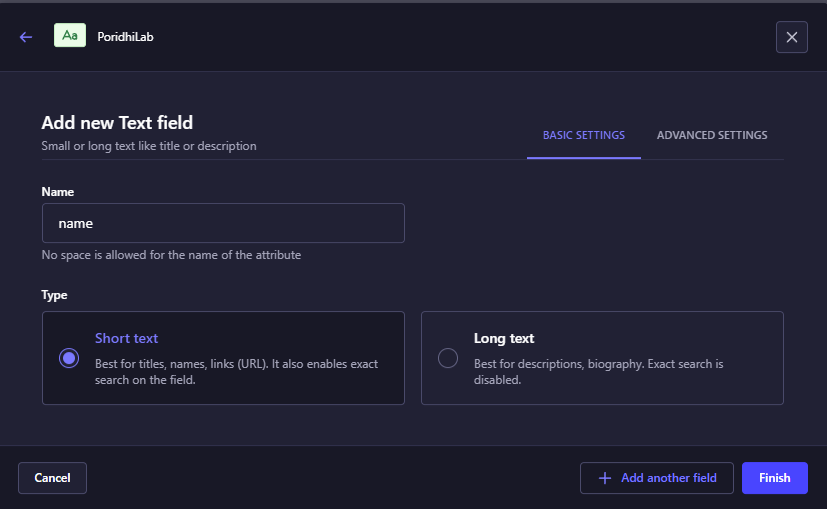 Aa PoridhiLab
Add new Text field
Small or long text like title or description
BASIC SETTINGS ADVANCED SETTINGS
Name
name
No space is allowed for the name of the attribute
Type
Short text
Best for titles, names, links (URL). It also enables exact
search on the field.
Long text
Best for descriptions, biography. Exact search is
disabled.
Cancel
Add another field
Finish